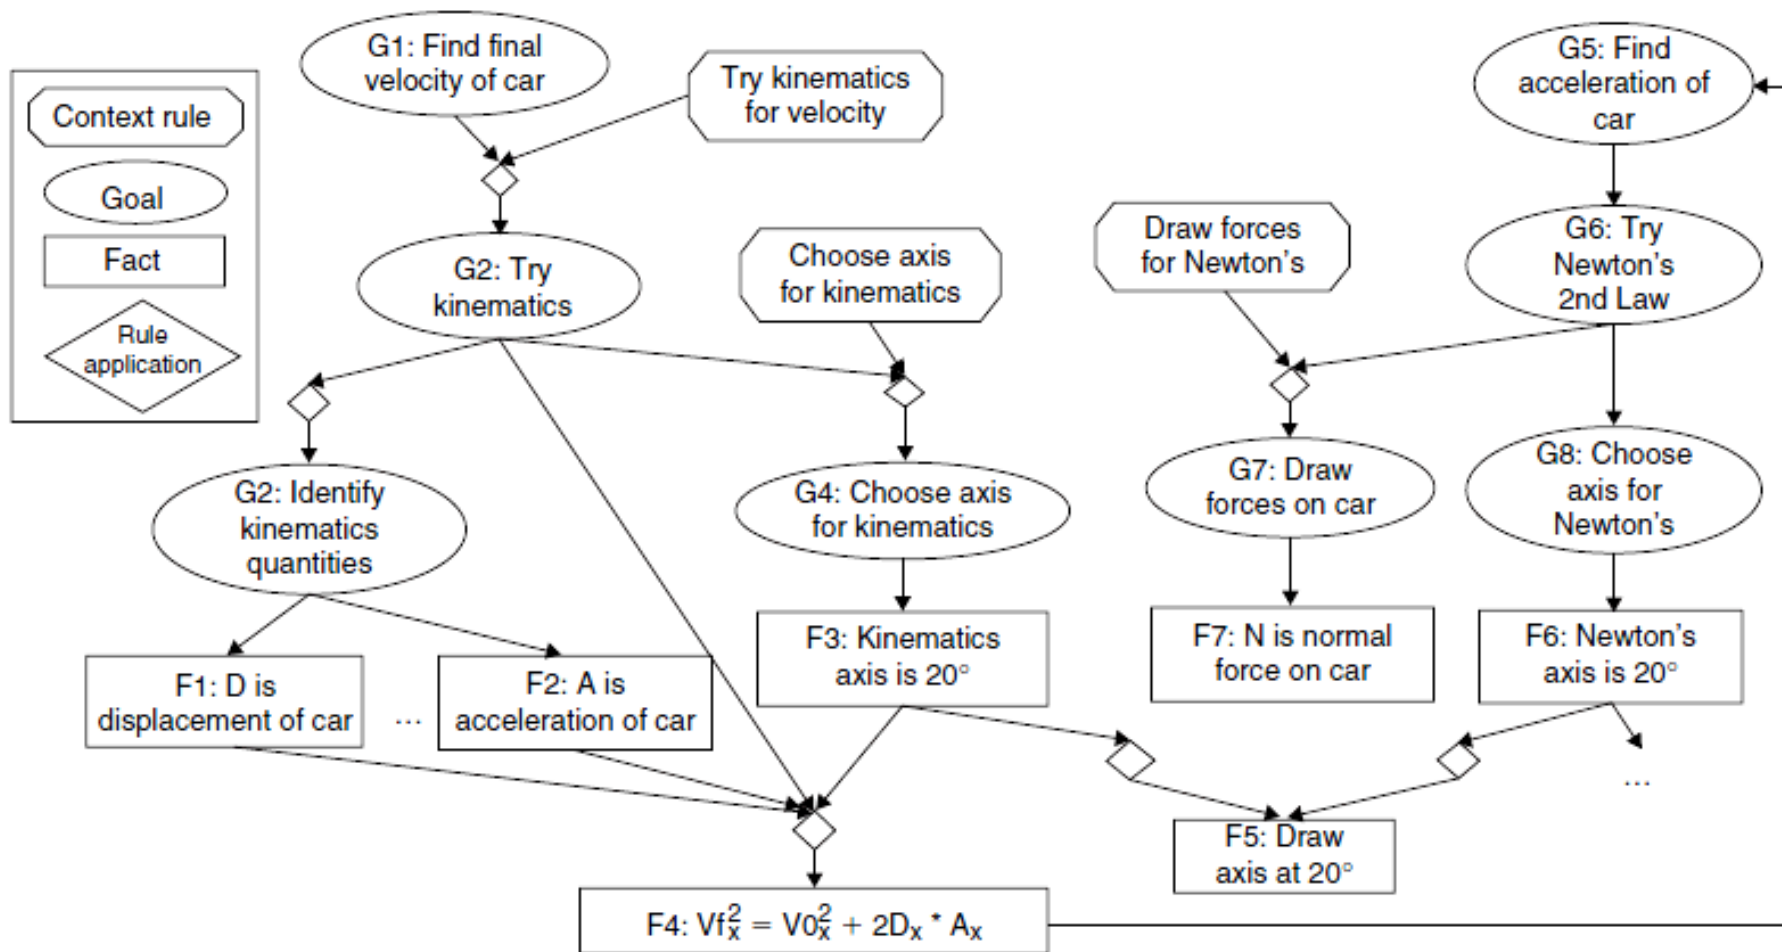 G1: Find final
velocity of car
Try kinematics
for velocity
G5: Find
acceleration of
car
Context rule
Goal
Fact
Rule
application
G2: Try
kinematics
Choose axis
for kinematics
Draw forces
for Newton's
G6: Try
Newton's
2nd Law
G2: Identify
kinematics
quantities
G4: Choose axis
for kinematics
G7: Draw
forces on car
G8: Choose
axis for
Newton's
F1: D is
displacement of car
...
F2: A is
acceleration of car
F3: Kinematics
axis is 20°
F7: N is normal
force on car
F6: Newton's
axis is 20°
...
F5: Draw
axis at 20°
F4: Vf²ₓ = V0²ₓ + 2Dₓ * Aₓ